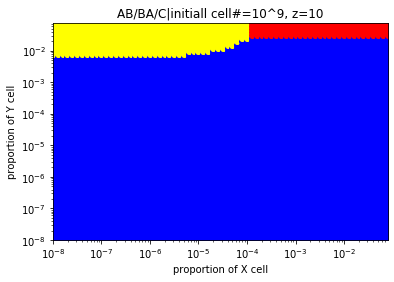 AB/BA/C|initiall cell#=10^9, z=10
proportion of Y cell
10⁻²
10⁻³
10⁻⁴
10⁻⁵
10⁻⁶
10⁻⁷
10⁻⁸
10⁻⁸ 10⁻⁷ 10⁻⁶ 10⁻⁵ 10⁻⁴ 10⁻³ 10⁻²
proportion of X cell